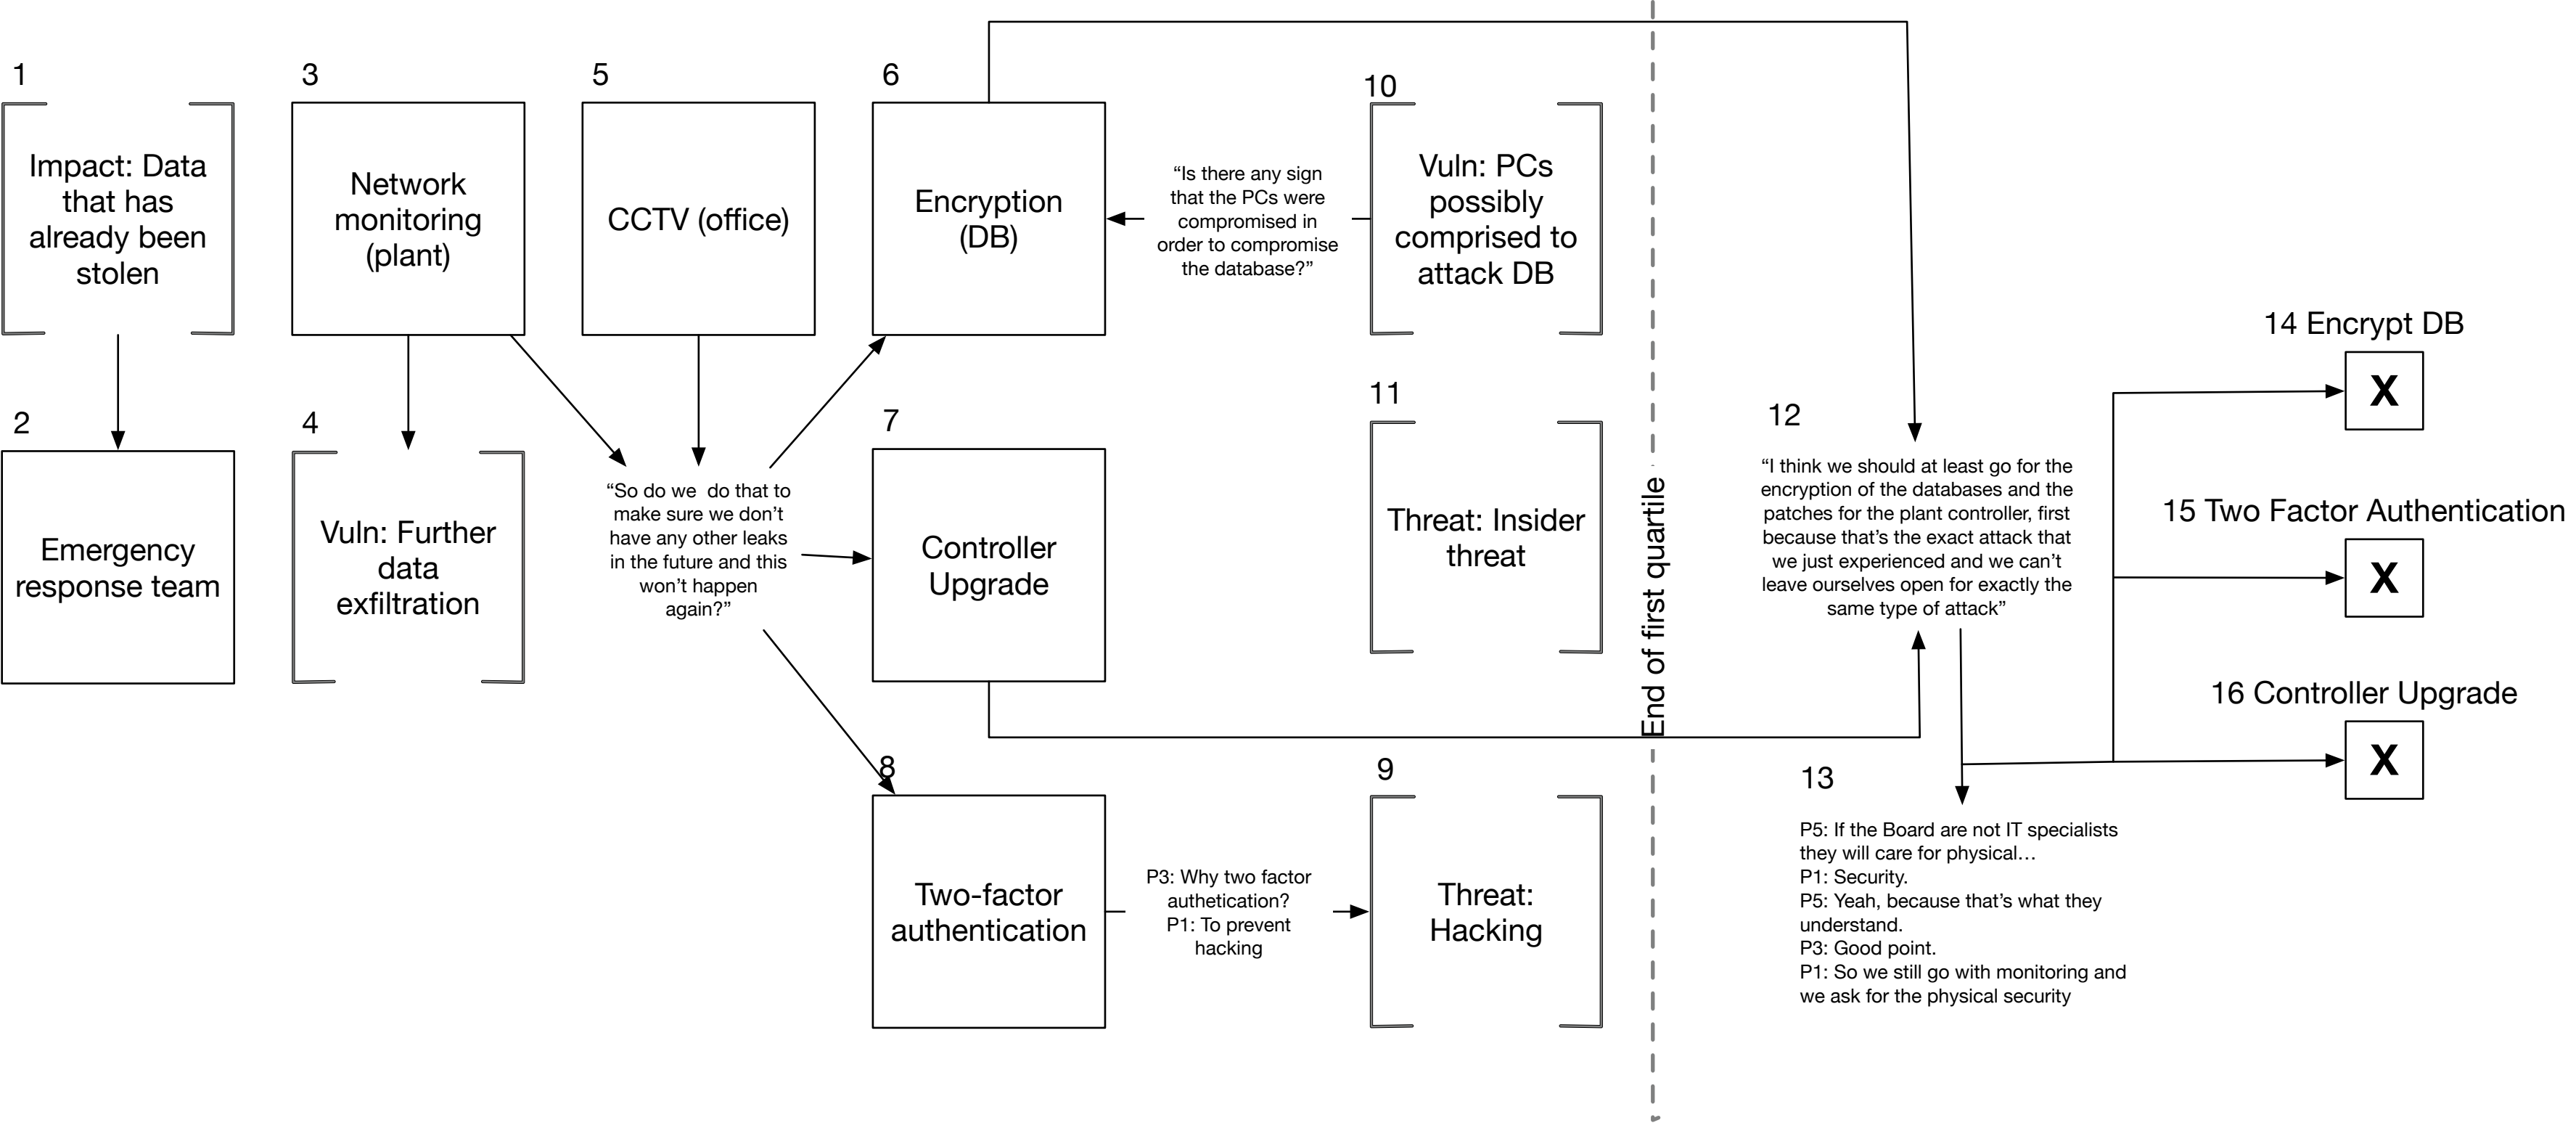 1
Impact: Data
that has
already been
stolen
2
Emergency
response team
3
Network
monitoring
(plant)
4
Vuln: Further
data
exfiltration
5
CCTV (office)
“So do we  do that to
make sure we don’t
have any other leaks
in the future and this
won’t happen
again?”
6
Encryption
(DB)
7
Controller
Upgrade
8
Two-factor
authentication
“Is there any sign
that the PCs were
compromised in
order to compromise
the database?”
P3: Why two factor
authetication?
P1: To prevent
hacking
10
Vuln: PCs
possibly
comprised to
attack DB
11
Threat: Insider
threat
9
Threat:
Hacking
End of first quartile
12
“I think we should at least go for the
encryption of the databases and the
patches for the plant controller, first
because that’s the exact attack that
we just experienced and we can’t
leave ourselves open for exactly the
same type of attack”
13
P5: If the Board are not IT specialists
they will care for physical…
P1: Security.
P5: Yeah, because that’s what they
understand.
P3: Good point.
P1: So we still go with monitoring and
we ask for the physical security
14 Encrypt DB
X
15 Two Factor Authentication
X
16 Controller Upgrade
X